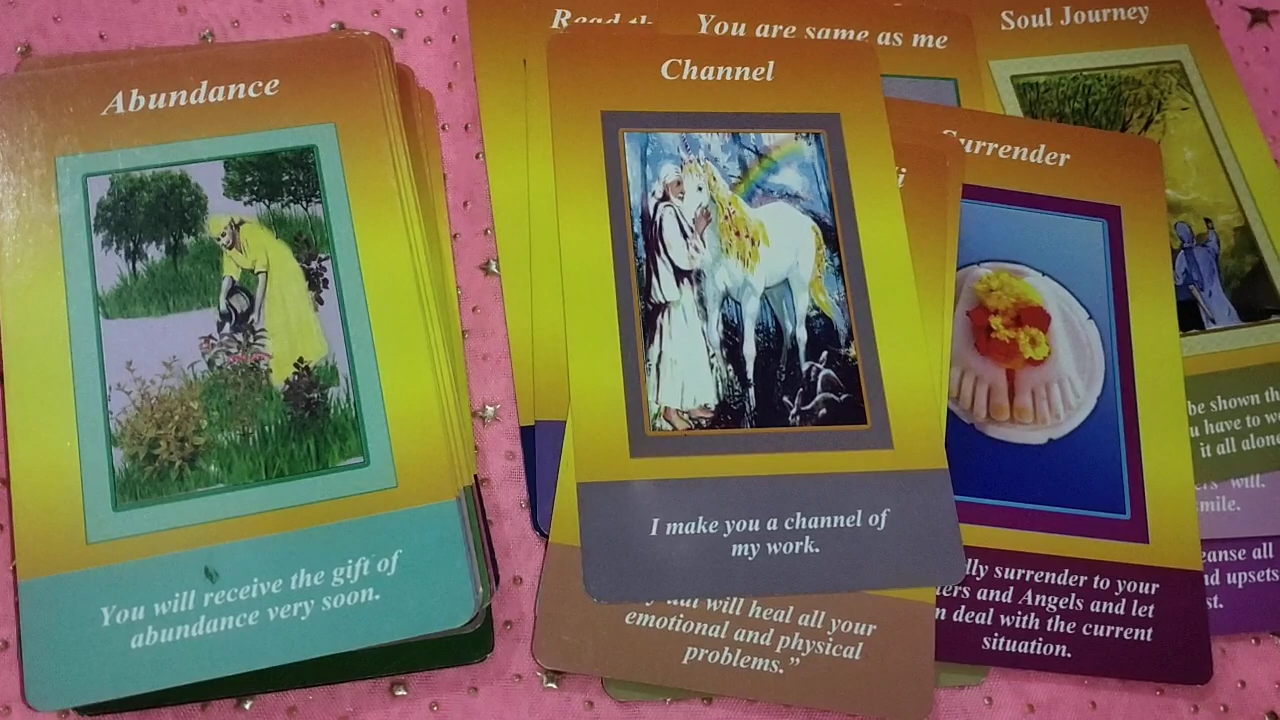 Abundance
You will receive the gift of
abundance very soon.
Read
You are same as me
Channel
I make you a channel of
my work.
will heal all your
emotional and physical
problems.”
Surrender
surrender to your
and Angels and let
deal with the current
situation.
Soul Journey
be shown
have to
it all alone
will.
smile.
all
upsets